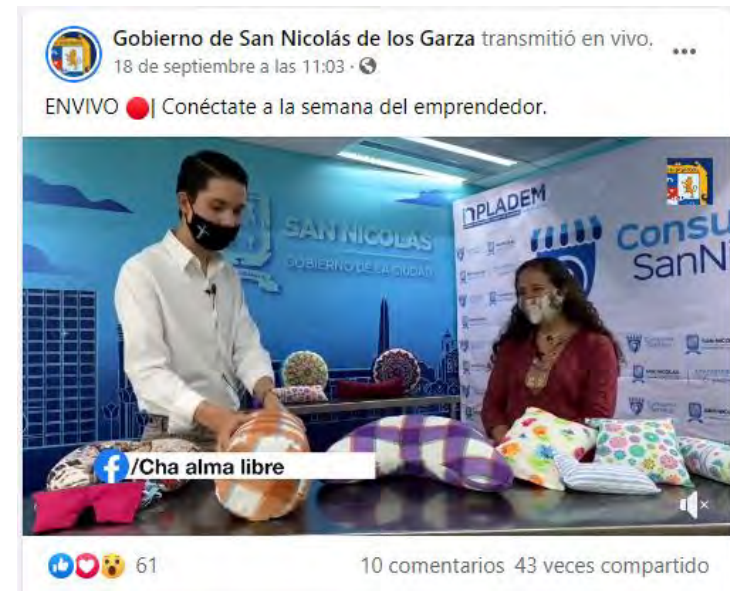 Gobierno de San Nicolás de los Garza transmitió en vivo.
18 de septiembre a las 11:03
ENVIVO 🔴| Conéctate a la semana del emprendedor.
INPLADEM
SAN NICOLÁS
GOBIERNO DE LA CIUDAD
Consu
SanNi
/Cha alma libre
61
10 comentarios 43 veces compartido